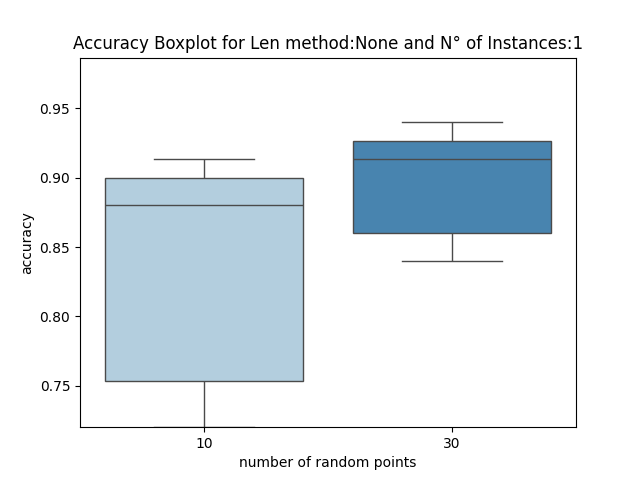 Accuracy Boxplot for Len method:None and N° of Instances:1
0.95
0.90
0.85
0.80
0.75
accuracy
10
30
number of random points